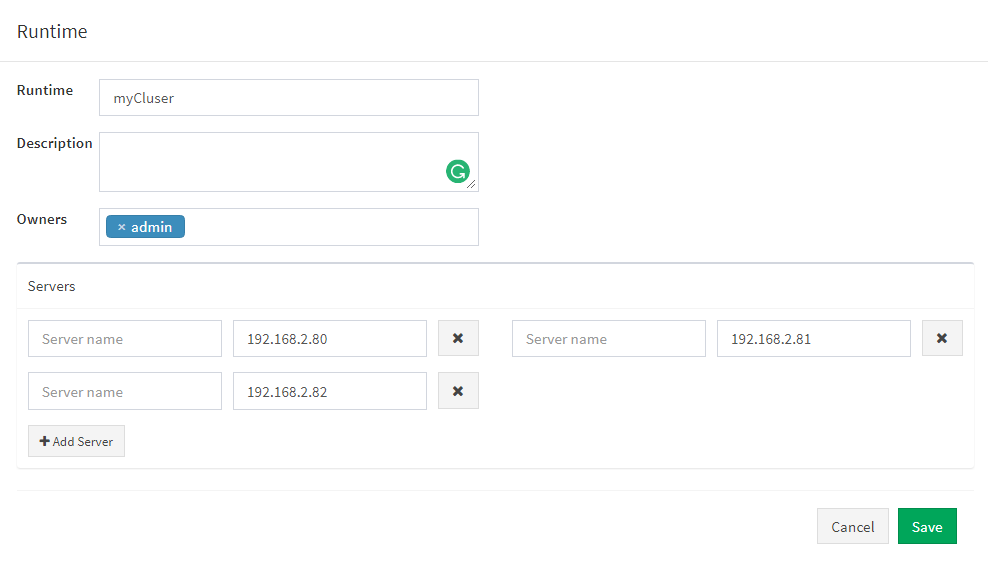 Runtime
Runtime
myCluser
Description
Owners
× admin
Servers
Server name
192.168.2.80
Server name
192.168.2.81
Server name
192.168.2.82
Add Server
Cancel
Save